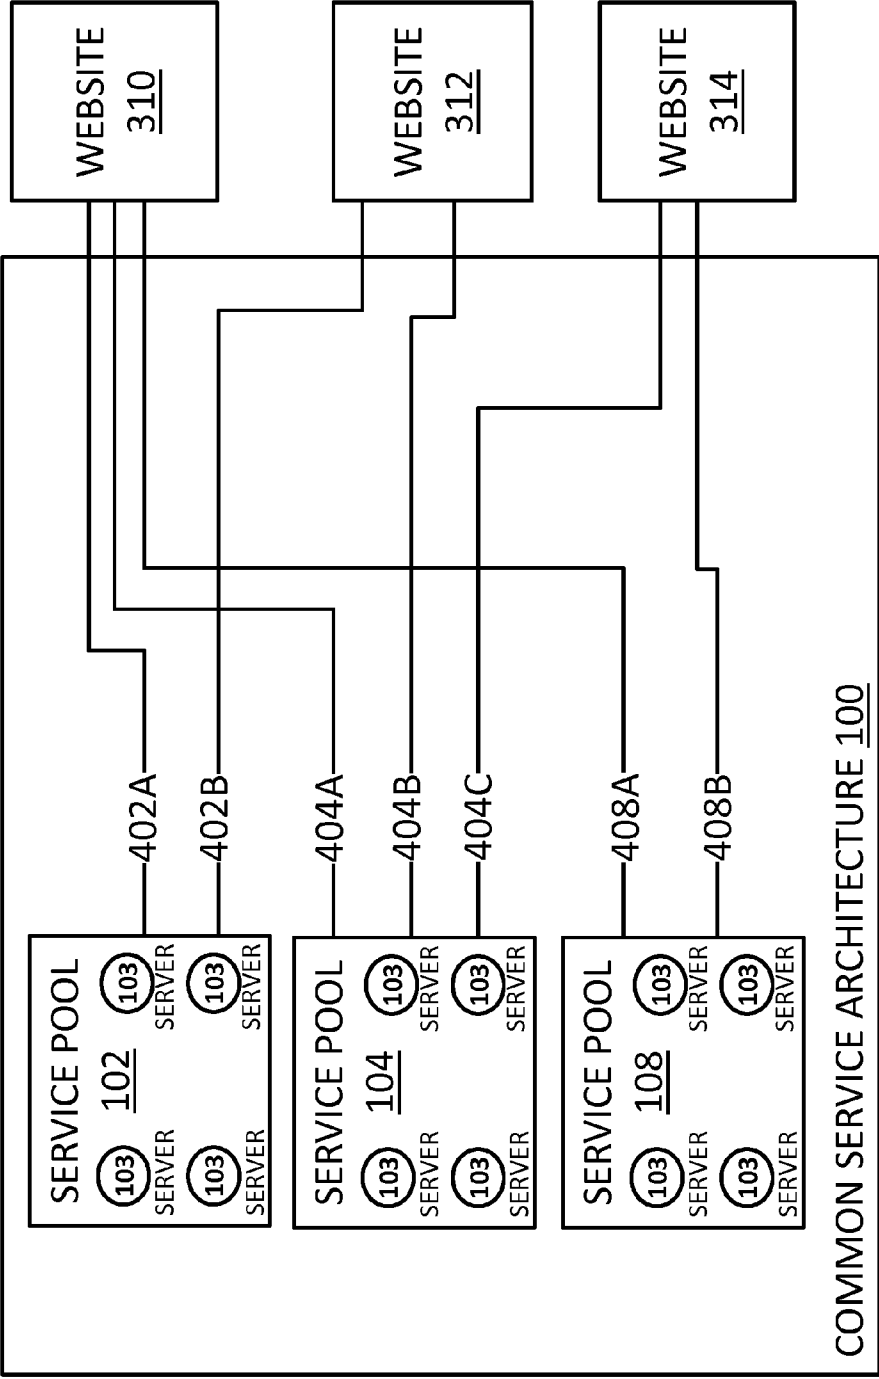 WEBSITE
310
WEBSITE
312
WEBSITE
314
402A
402B
404A
404B
404C
408A
408B
SERVICE POOL
102
103
SERVER
103
SERVER
103
SERVER
103
SERVER
SERVICE POOL
104
103
SERVER
103
SERVER
103
SERVER
103
SERVER
SERVICE POOL
108
103
SERVER
103
SERVER
103
SERVER
103
SERVER
COMMON SERVICE ARCHITECTURE 100